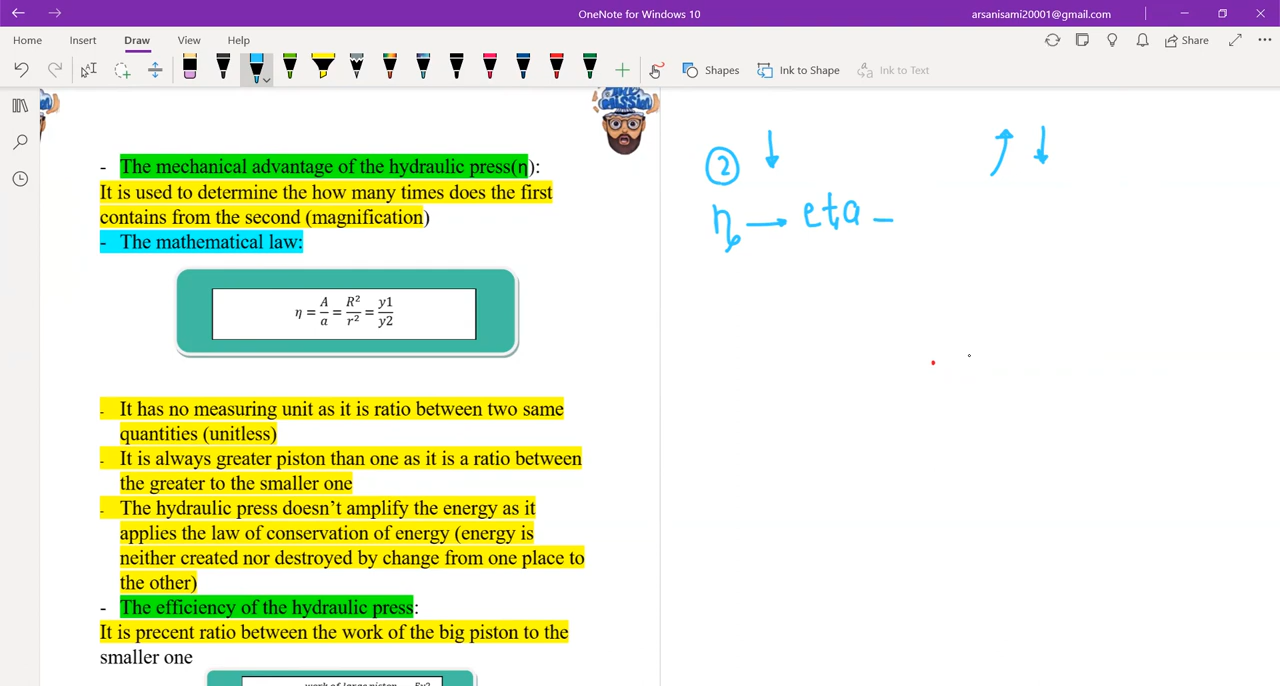 OneNote for Windows 10
arsanisami20001@gmail.com
Home Insert Draw View Help
Share
Shapes Ink to Shape Ink to Text
- The mechanical advantage of the hydraulic press(η):
It is used to determine the how many times does the first
contains from the second (magnification)
- The mathematical law:
η = A/a = R²/r² = y1/y2
- It has no measuring unit as it is ratio between two same
quantities (unitless)
- It is always greater piston than one as it is a ratio between
the greater to the smaller one
- The hydraulic press doesn't amplify the energy as it
applies the law of conservation of energy (energy is
neither created nor destroyed by change from one place to
the other)
- The efficiency of the hydraulic press:
It is precent ratio between the work of the big piston to the
smaller one
② ↓ ↑ ↓
η → eta –